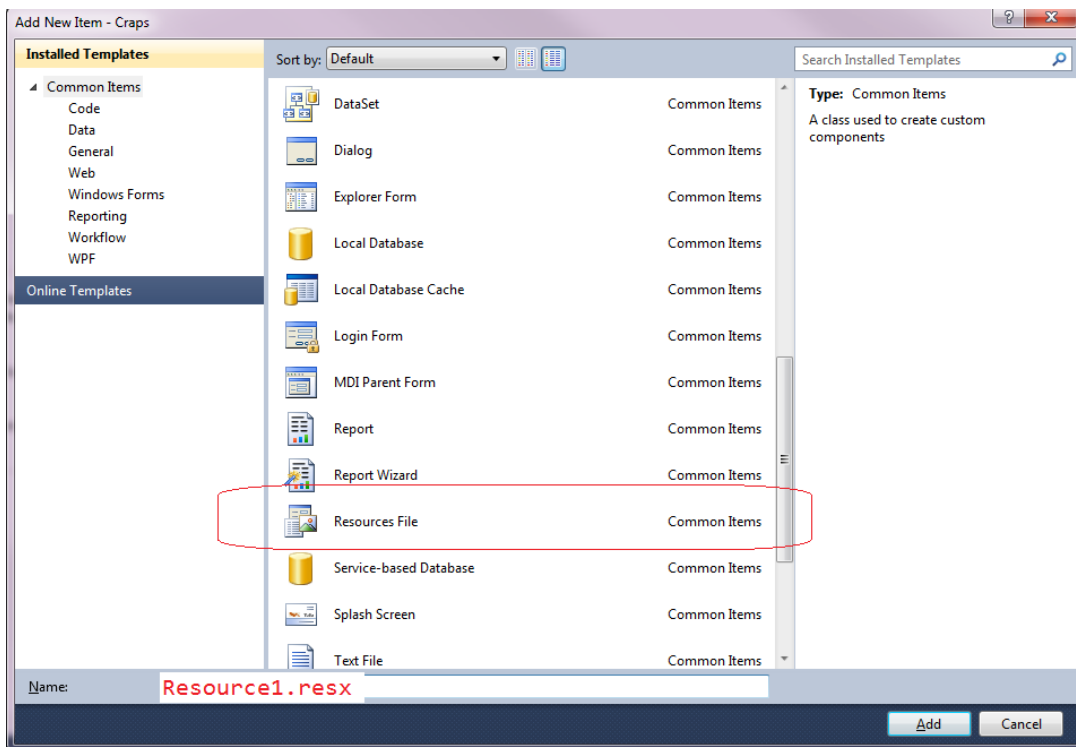 Add New Item - Craps
Installed Templates
Common Items
Code
Data
General
Web
Windows Forms
Reporting
Workflow
WPF
Online Templates
Sort by: Default
DataSet Common Items
Dialog Common Items
Explorer Form Common Items
Local Database Common Items
Local Database Cache Common Items
Login Form Common Items
MDI Parent Form Common Items
Report Common Items
Report Wizard Common Items
Resources File Common Items
Service-based Database Common Items
Splash Screen Common Items
Text File Common Items
Search Installed Templates
Type: Common Items
A class used to create custom
components
Name: Resource1.resx
Add Cancel